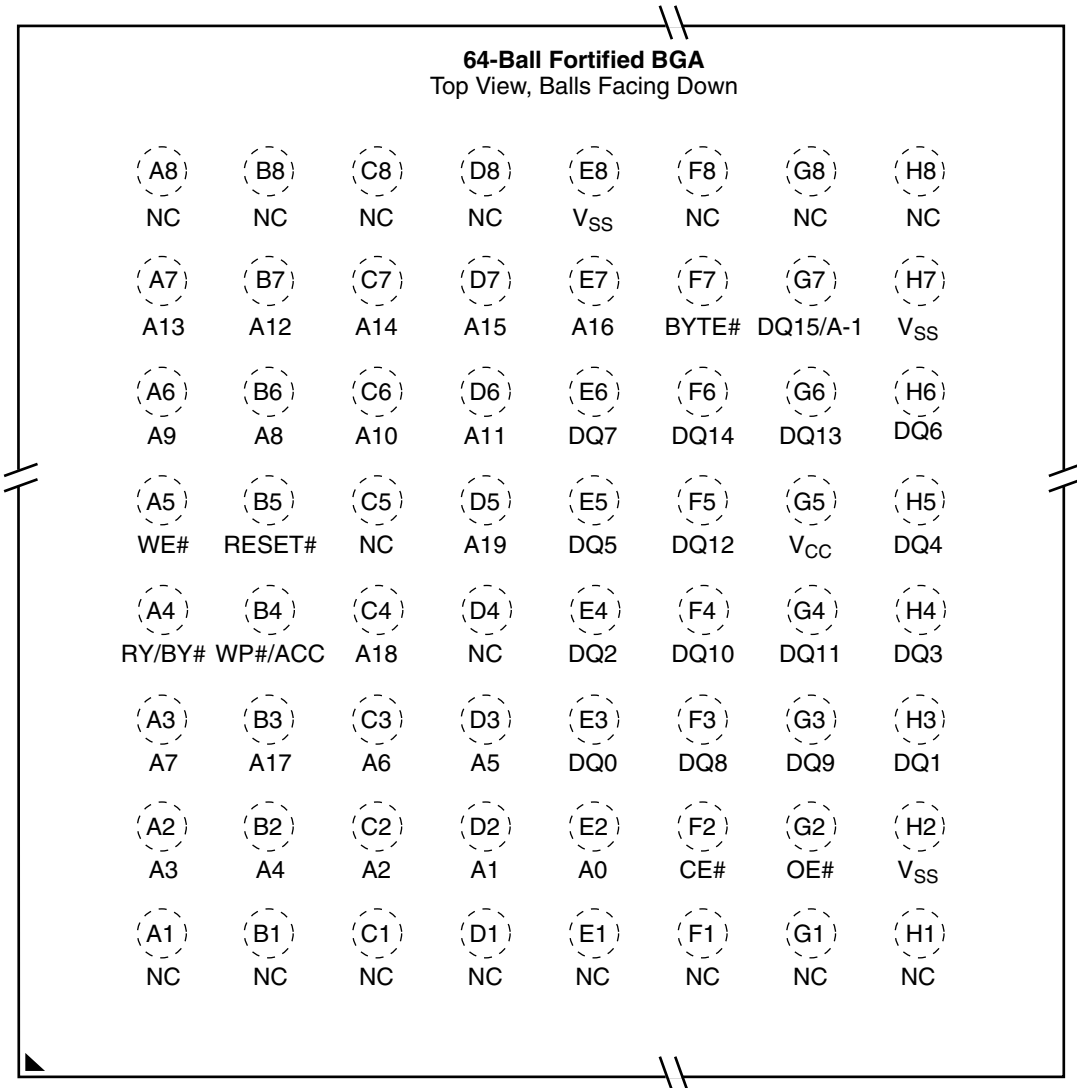 64-Ball Fortified BGA
Top View, Balls Facing Down
A8 B8 C8 D8 E8 F8 G8 H8
NC NC NC NC VSS NC NC NC
A7 B7 C7 D7 E7 F7 G7 H7
A13 A12 A14 A15 A16 BYTE# DQ15/A-1 VSS
A6 B6 C6 D6 E6 F6 G6 H6
A9 A8 A10 A11 DQ7 DQ14 DQ13 DQ6
A5 B5 C5 D5 E5 F5 G5 H5
WE# RESET# NC A19 DQ5 DQ12 VCC DQ4
A4 B4 C4 D4 E4 F4 G4 H4
RY/BY# WP#/ACC A18 NC DQ2 DQ10 DQ11 DQ3
A3 B3 C3 D3 E3 F3 G3 H3
A7 A17 A6 A5 DQ0 DQ8 DQ9 DQ1
A2 B2 C2 D2 E2 F2 G2 H2
A3 A4 A2 A1 A0 CE# OE# VSS
A1 B1 C1 D1 E1 F1 G1 H1
NC NC NC NC NC NC NC NC